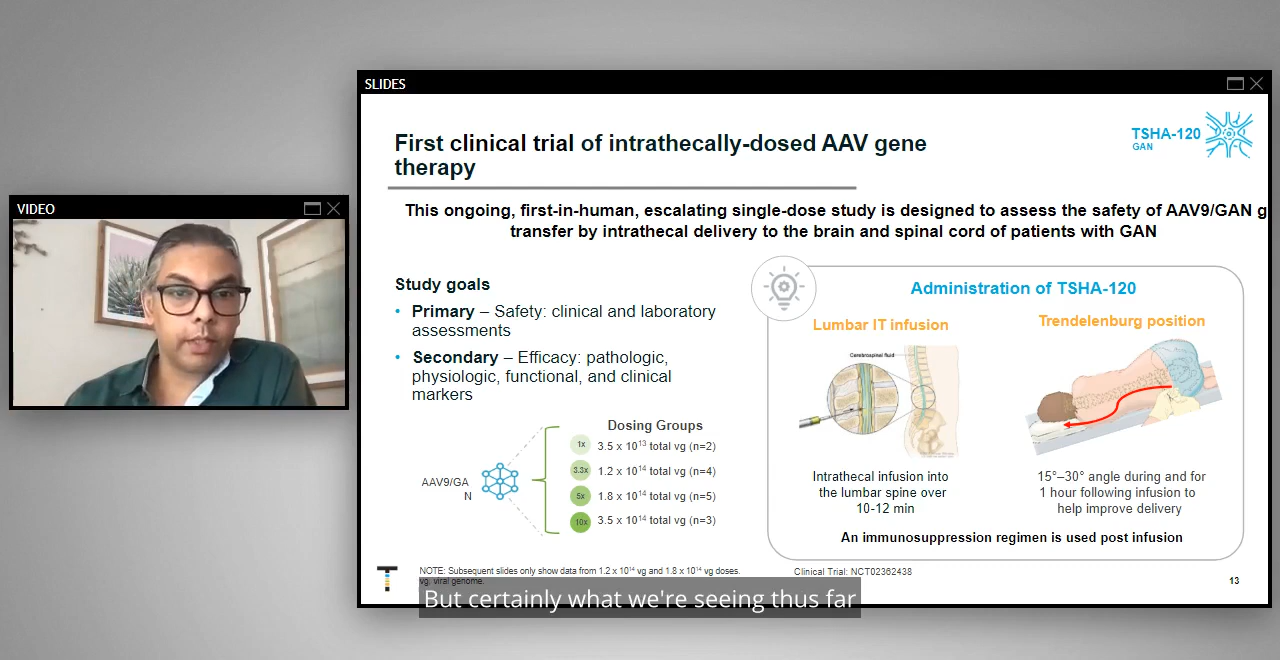 SLIDES
First clinical trial of intrathecally-dosed AAV gene
therapy
TSHA-120
GAN
This ongoing, first-in-human, escalating single-dose study is designed to assess the safety of AAV9/GAN g
transfer by intrathecal delivery to the brain and spinal cord of patients with GAN
VIDEO
Study goals
• Primary – Safety: clinical and laboratory
assessments
• Secondary – Efficacy: pathologic,
physiologic, functional, and clinical
markers
Dosing Groups
AAV9/GA
N
1x 3.5 x 10¹³ total vg (n=2)
3.3x 1.2 x 10¹⁴ total vg (n=4)
5x 1.8 x 10¹⁴ total vg (n=5)
10x 3.5 x 10¹⁴ total vg (n=3)
Administration of TSHA-120
Lumbar IT infusion
Cerebrospinal fluid
Intrathecal infusion into
the lumbar spine over
10-12 min
Trendelenburg position
15°–30° angle during and for
1 hour following infusion to
help improve delivery
An immunosuppression regimen is used post infusion
NOTE: Subsequent slides only show data from 1.2 x 10¹⁴ vg and 1.8 x 10¹⁴ vg doses.
vg, viral genome.
Clinical Trial: NCT02362438
13
But certainly what we're seeing thus far